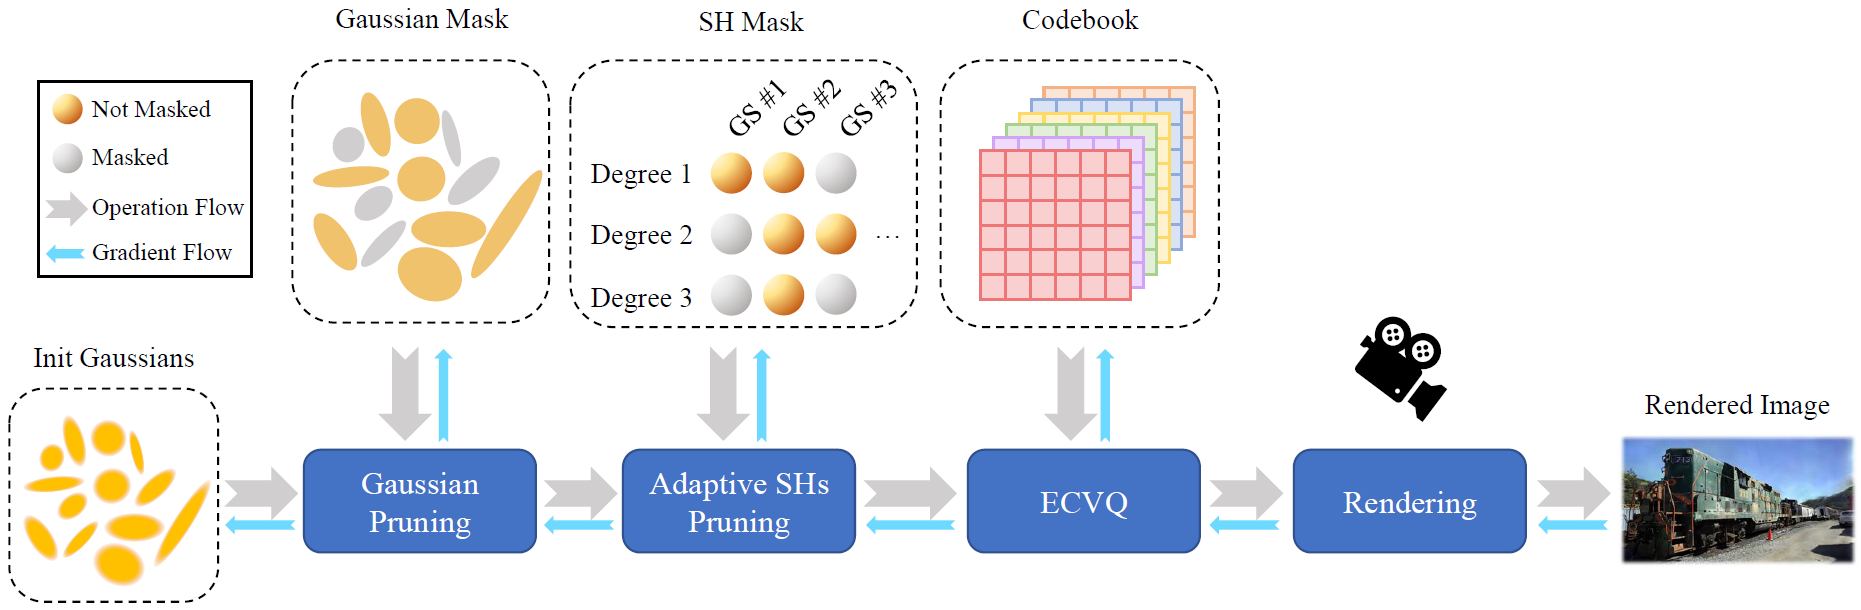 Gaussian Mask
SH Mask
Codebook
Not Masked
Masked
Operation Flow
Gradient Flow
GS #1
GS #2
GS #3
Degree 1
Degree 2
...
Degree 3
Init Gaussians
Rendered Image
Gaussian
Pruning
Adaptive SHs
Pruning
ECVQ
Rendering
713